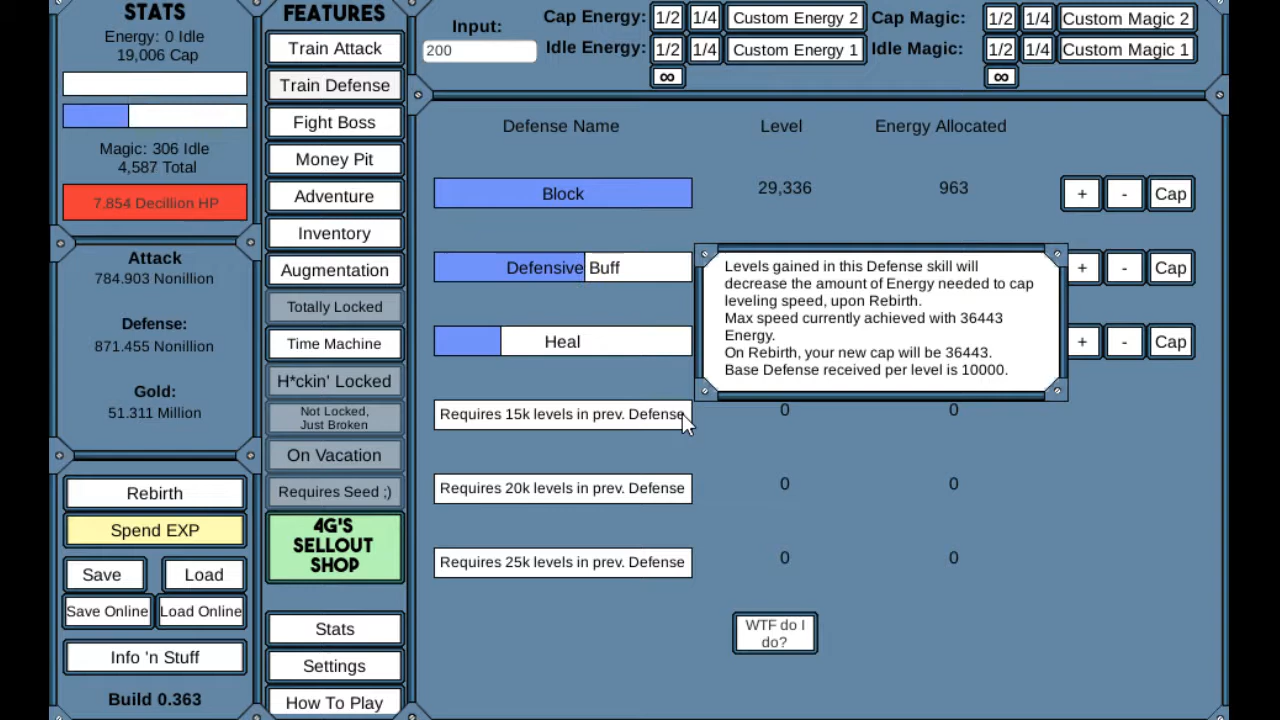 STATS
Energy: 0 Idle
19,006 Cap
Magic: 306 Idle
4,587 Total
7.854 Decillion HP
Attack
784.903 Nonillion
Defense:
871.455 Nonillion
Gold:
51.311 Million
Rebirth
Spend EXP
Save
Load
Save Online
Load Online
Info 'n Stuff
Build 0.363
FEATURES
Train Attack
Train Defense
Fight Boss
Money Pit
Adventure
Inventory
Augmentation
Totally Locked
Time Machine
H*ckin' Locked
Not Locked,
Just Broken
On Vacation
Requires Seed ;)
4G'S
SELLOUT
SHOP
Stats
Settings
How To Play
Input:
200
Cap Energy: 1/2 1/4 Custom Energy 2 Cap Magic: 1/2 1/4 Custom Magic 2
Idle Energy: 1/2 1/4 Custom Energy 1 Idle Magic: 1/2 1/4 Custom Magic 1
∞ ∞
Defense Name Level Energy Allocated
Block 29,336 963 + - Cap
Defensive Buff + - Cap
Heal + - Cap
Levels gained in this Defense skill will
decrease the amount of Energy needed to cap
leveling speed, upon Rebirth.
Max speed currently achieved with 36443
Energy.
On Rebirth, your new cap will be 36443.
Base Defense received per level is 10000.
Requires 15k levels in prev. Defense 0 0
Requires 20k levels in prev. Defense 0 0
Requires 25k levels in prev. Defense 0 0
WTF do I
do?